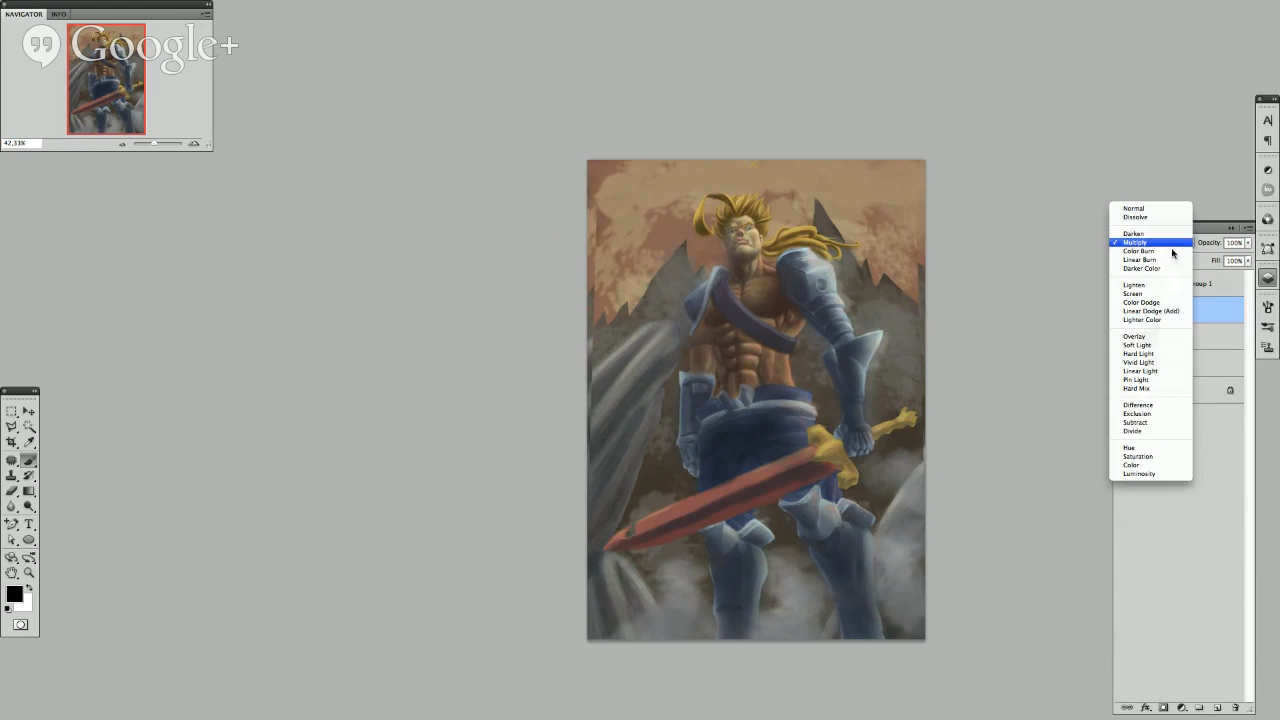 NAVIGATOR INFO
Google+
42,33%
Normal
Dissolve
Darken
Multiply
Color Burn
Linear Burn
Darker Color
Lighten
Screen
Color Dodge
Linear Dodge (Add)
Lighter Color
Overlay
Soft Light
Hard Light
Vivid Light
Linear Light
Pin Light
Hard Mix
Difference
Exclusion
Subtract
Divide
Hue
Saturation
Color
Luminosity
Opacity: 100%
Fill: 100%
roup 1
A
ku
T
fx